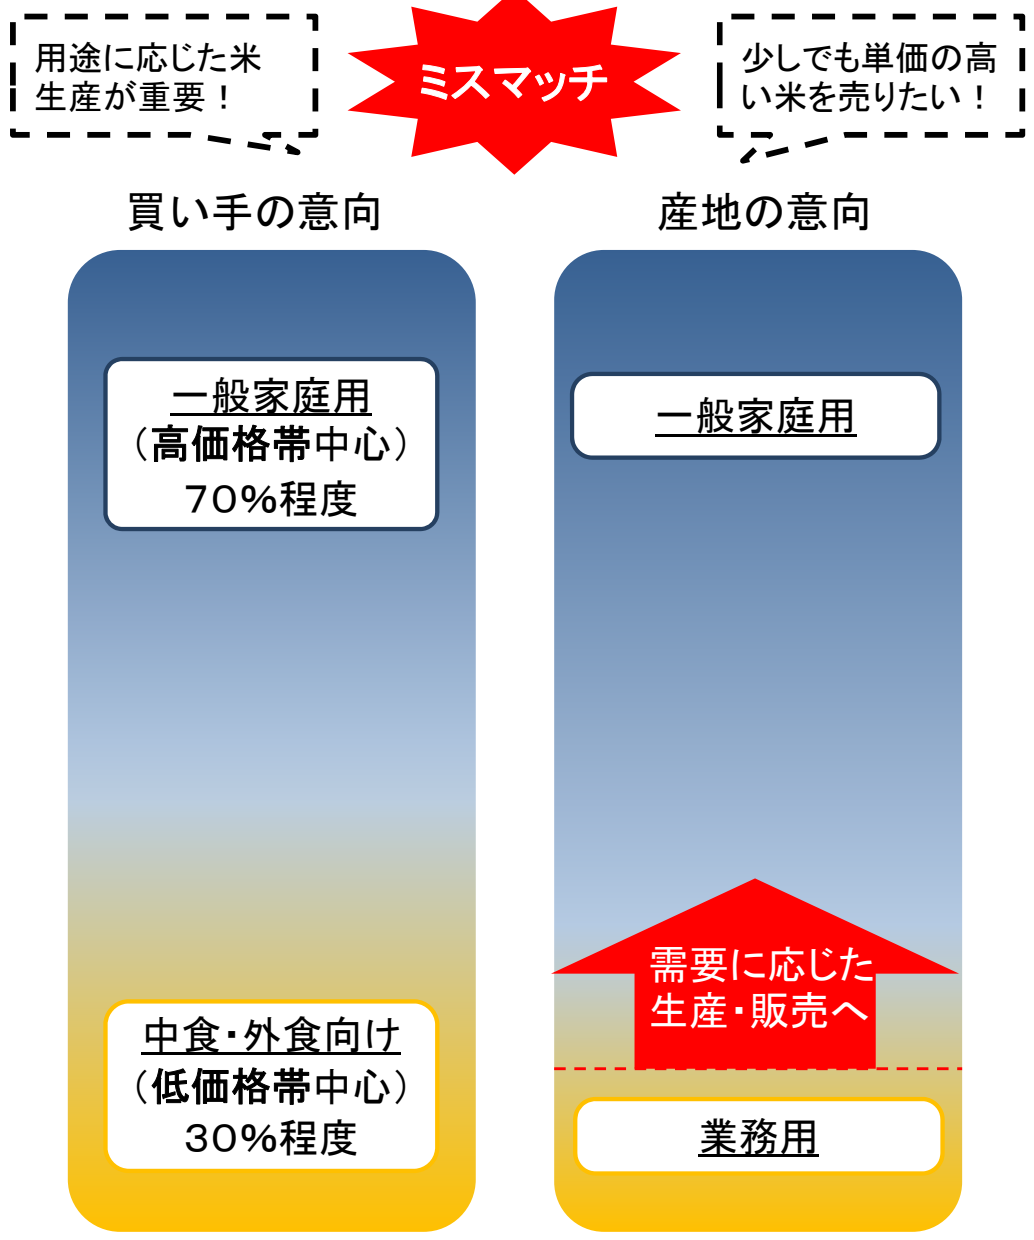 用途に応じた米
生産が重要！
ミスマッチ
少しでも単価の高
い米を売りたい！
買い手の意向
産地の意向
一般家庭用
（高価格帯中心）
７０％程度
一般家庭用
需要に応じた
生産・販売へ
中食・外食向け
（低価格帯中心）
３０％程度
業務用